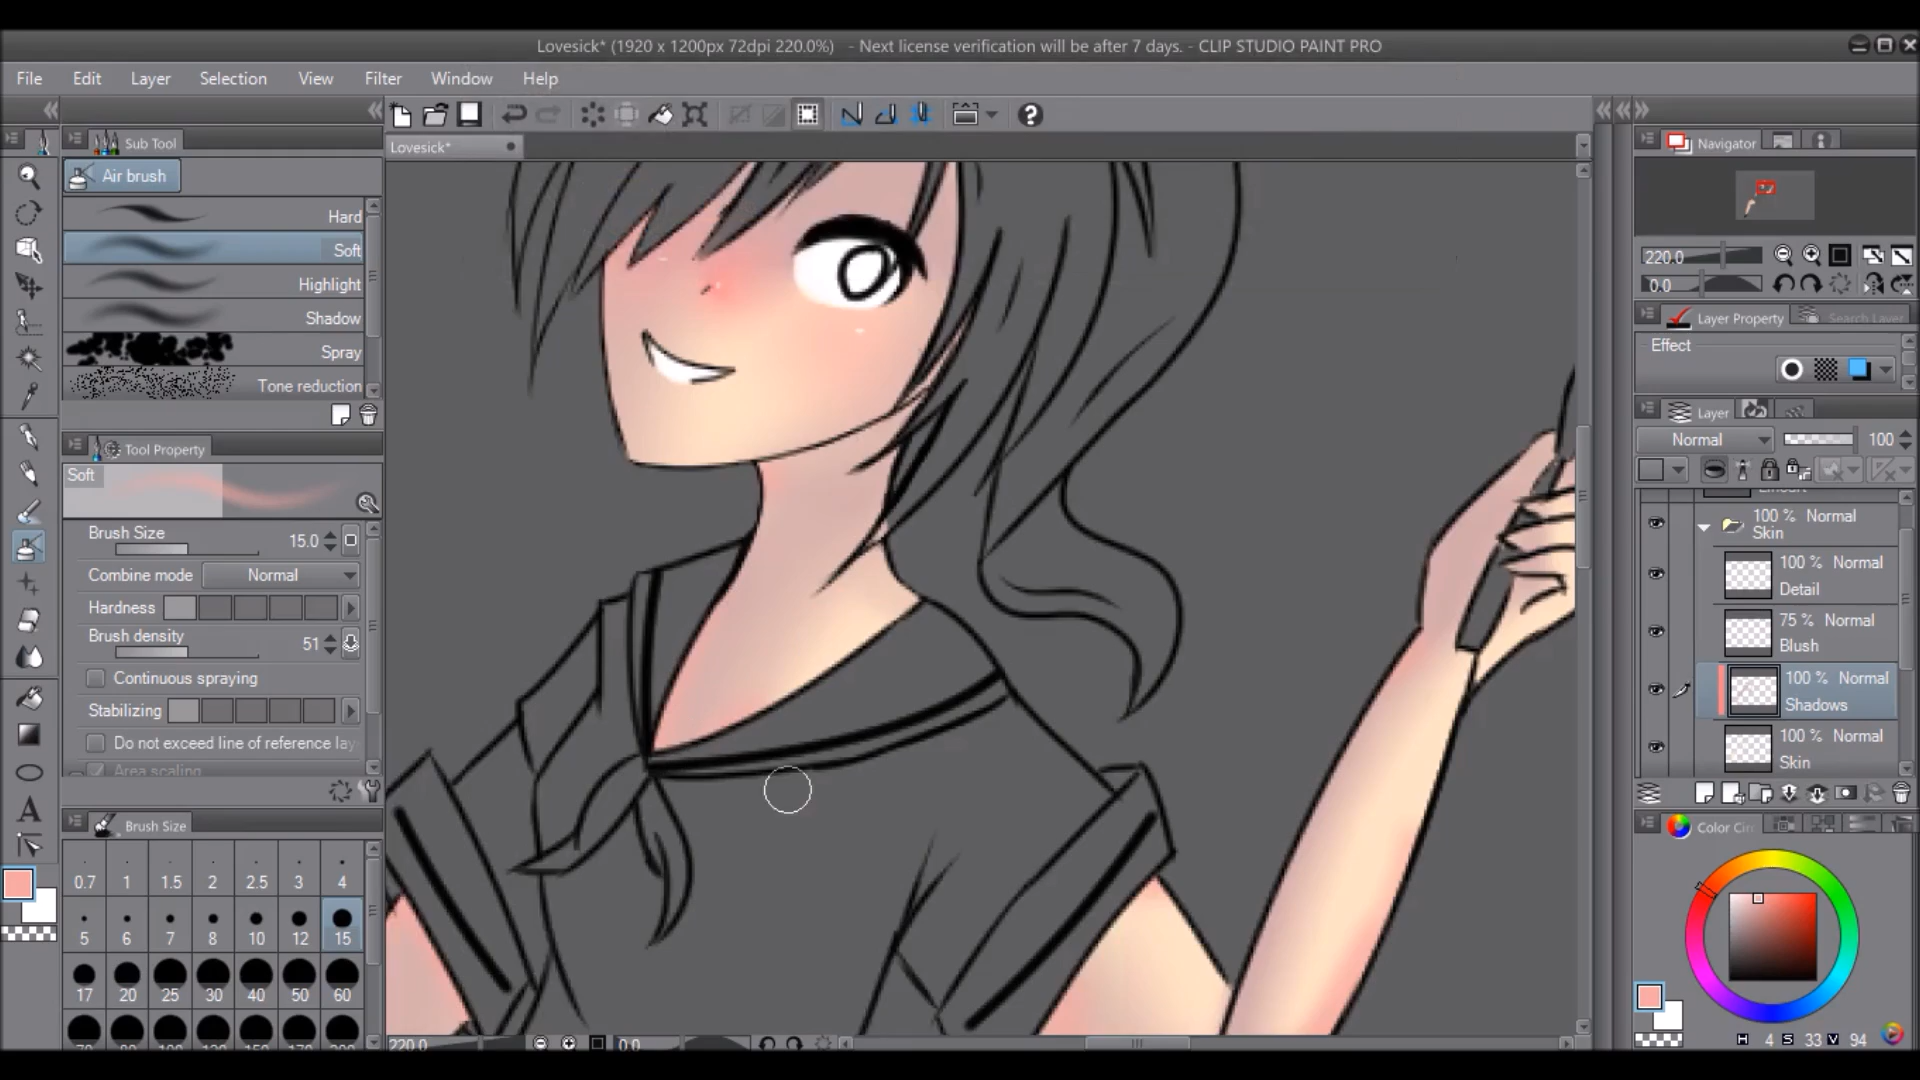 Lovesick* (1920 x 1200px 72dpi 220.0%) - Next license verification will be after 7 days. - CLIP STUDIO PAINT PRO
File Edit Layer Selection View Filter Window Help
Sub Tool
Air brush
Hard
Soft
Highlight
Shadow
Spray
Tone reduction
Tool Property
Soft
Brush Size 15.0
Combine mode Normal
Hardness
Brush density 51
Continuous spraying
Stabilizing
Do not exceed line of reference lay
Area scaling
Brush Size
0.7 1 1.5 2 2.5 3 4
5 6 7 8 10 12 15
17 20 25 30 40 50 60
Lovesick*
220.0 0.0
Navigator
220.0
0.0
Layer Property Search Layer
Effect
Layer
Normal 100
100 % Normal
Skin
100 % Normal
Detail
75 % Normal
Blush
100 % Normal
Shadows
100 % Normal
Skin
Color Circ
H 4 S 33 V 94